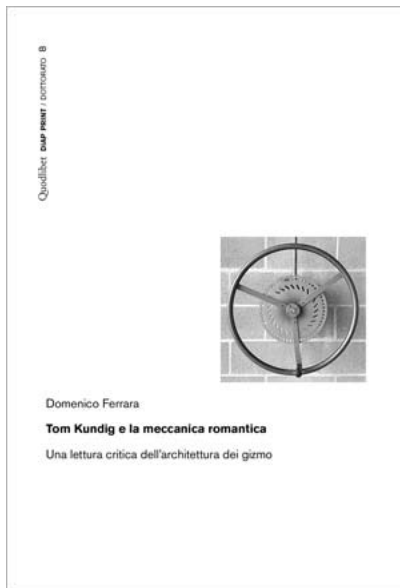 Quodlibet DIAP PRINT / DOTTORATO 8
Domenico Ferrara
Tom Kundig e la meccanica romantica
Una lettura critica dell'architettura dei gizmo